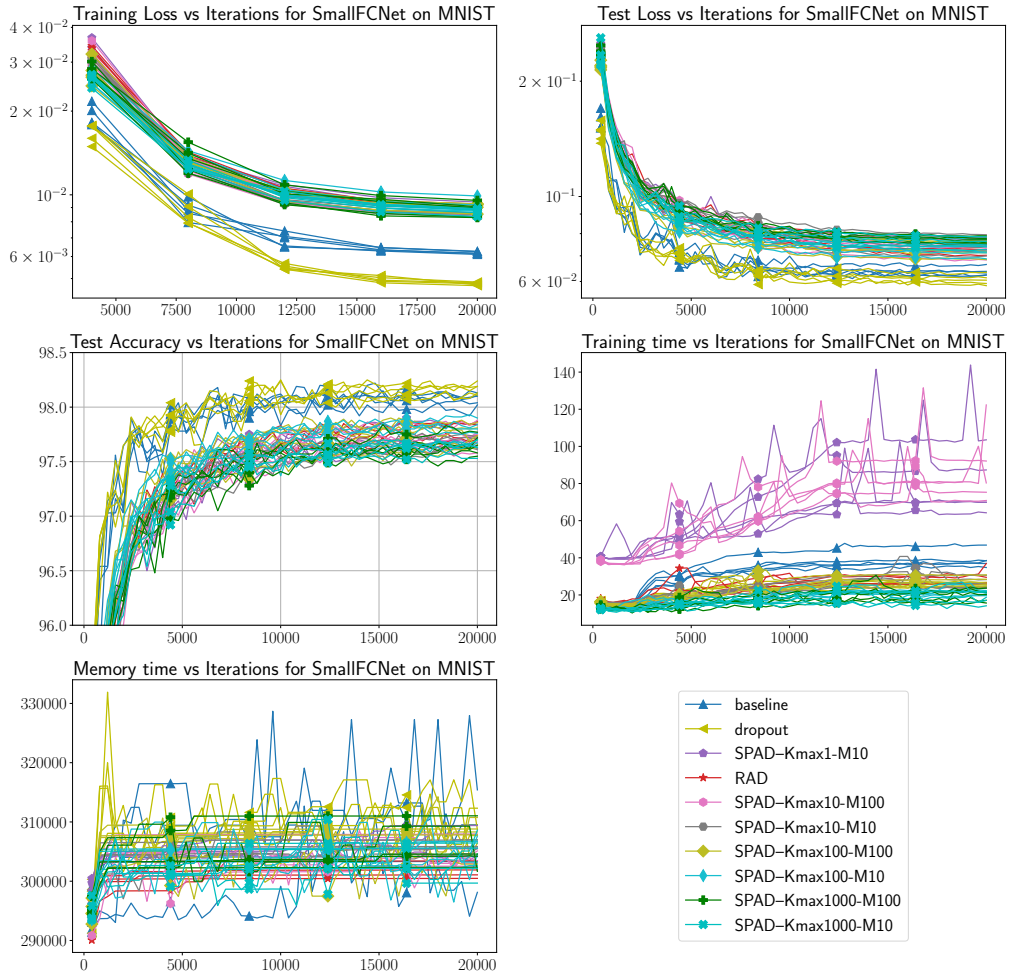 Training Loss vs Iterations for SmallFCNet on MNIST
4 × 10⁻²
3 × 10⁻²
2 × 10⁻²
10⁻²
6 × 10⁻³
5000 7500 10000 12500 15000 17500 20000
Test Loss vs Iterations for SmallFCNet on MNIST
2 × 10⁻¹
10⁻¹
6 × 10⁻²
0 5000 10000 15000 20000
Test Accuracy vs Iterations for SmallFCNet on MNIST
98.5
98.0
97.5
97.0
96.5
96.0
0 5000 10000 15000 20000
Training time vs Iterations for SmallFCNet on MNIST
140
120
100
80
60
40
20
0 5000 10000 15000 20000
Memory time vs Iterations for SmallFCNet on MNIST
330000
320000
310000
300000
290000
0 5000 10000 15000 20000
baseline
dropout
SPAD–Kmax1-M10
RAD
SPAD–Kmax10-M100
SPAD–Kmax10-M10
SPAD–Kmax100-M100
SPAD–Kmax100-M10
SPAD–Kmax1000-M100
SPAD–Kmax1000-M10